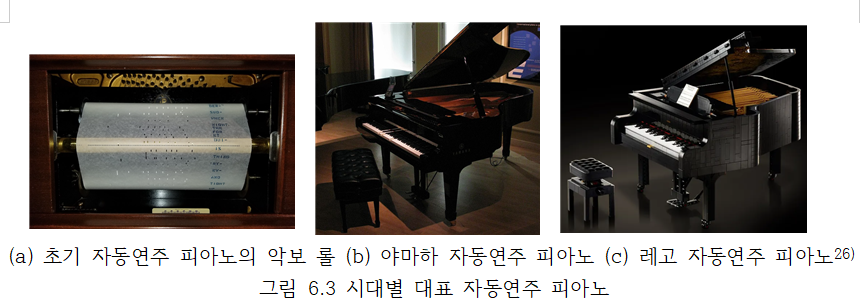 (a) 초기 자동연주 피아노의 악보 롤 (b) 야마하 자동연주 피아노 (c) 레고 자동연주 피아노26)
그림 6.3 시대별 대표 자동연주 피아노